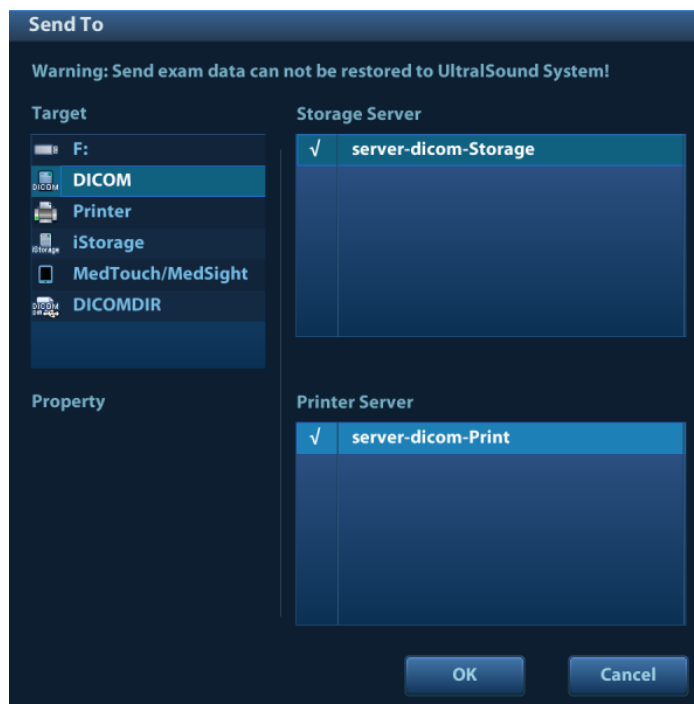 Send To
Warning: Send exam data can not be restored to UltralSound System!
Target
F:
DICOM
DICOM
Printer
iStorage
iStorage
MedTouch/MedSight
DICOM
DICOMDIR
Property
Storage Server
√ server-dicom-Storage
Printer Server
√ server-dicom-Print
OK
Cancel